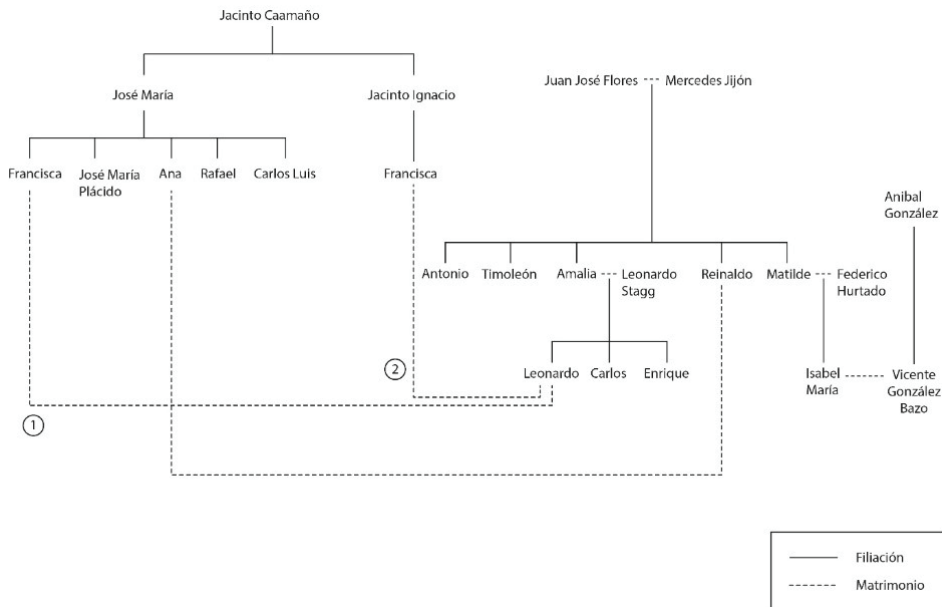 Jacinto Caamaño
Juan José Flores
Mercedes Jijón
José María
Jacinto Ignacio
Francisca
José María
Plácido
Ana
Rafael
Carlos Luis
Francisca
Anibal
González
Antonio
Timoleón
Amalia
Leonardo
Stagg
Reinaldo
Matilde
Federico
Hurtado
2
Leonardo
Carlos
Enrique
Isabel
María
Vicente
González
Bazo
1
Filiación
Matrimonio